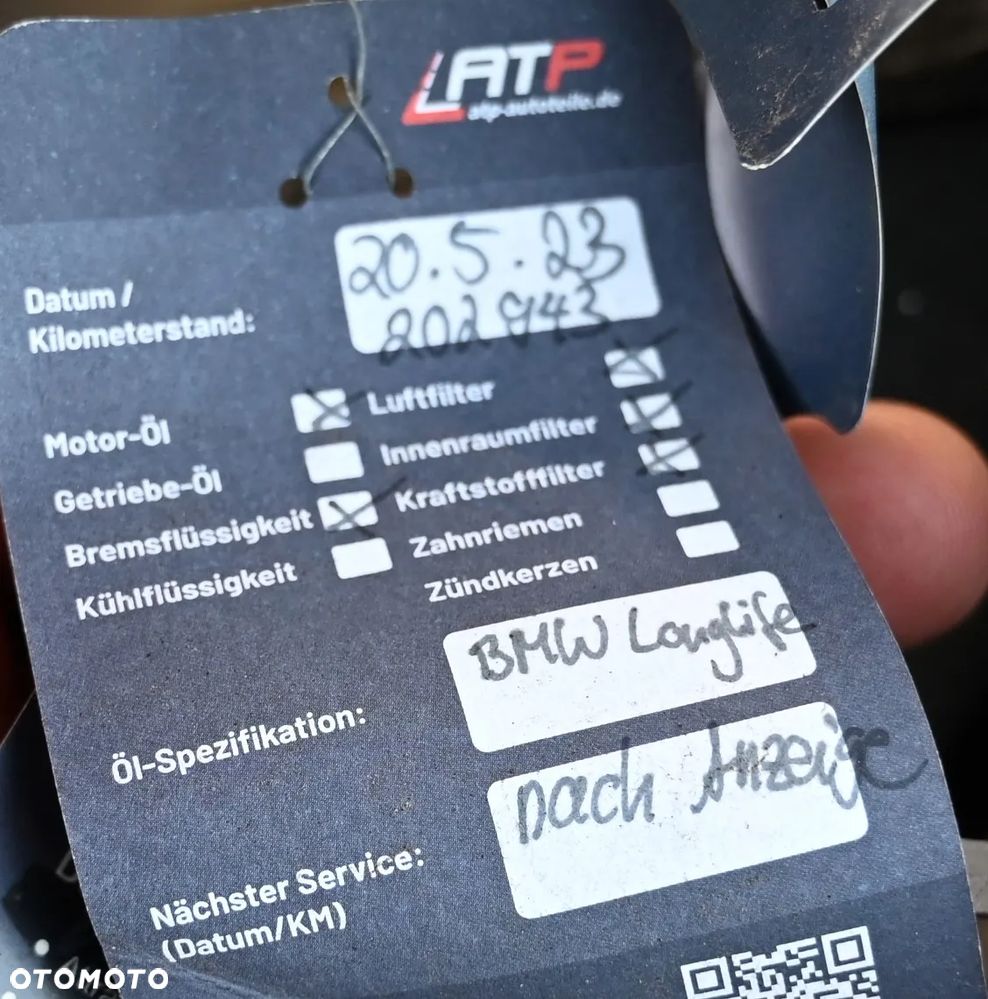 ATP
atp-autoteile.de
20.5.23
Datum /
Kilometerstand:
202943
Motor-Öl
Luftfilter
Getriebe-Öl
Innenraumfilter
Bremsflüssigkeit
Kraftstofffilter
Kühlflüssigkeit
Zahnriemen
Zündkerzen
Öl-Spezifikation:
BMW Longlife
Nächster Service:
(Datum/KM)
nach Anzeige
OTOMOTO